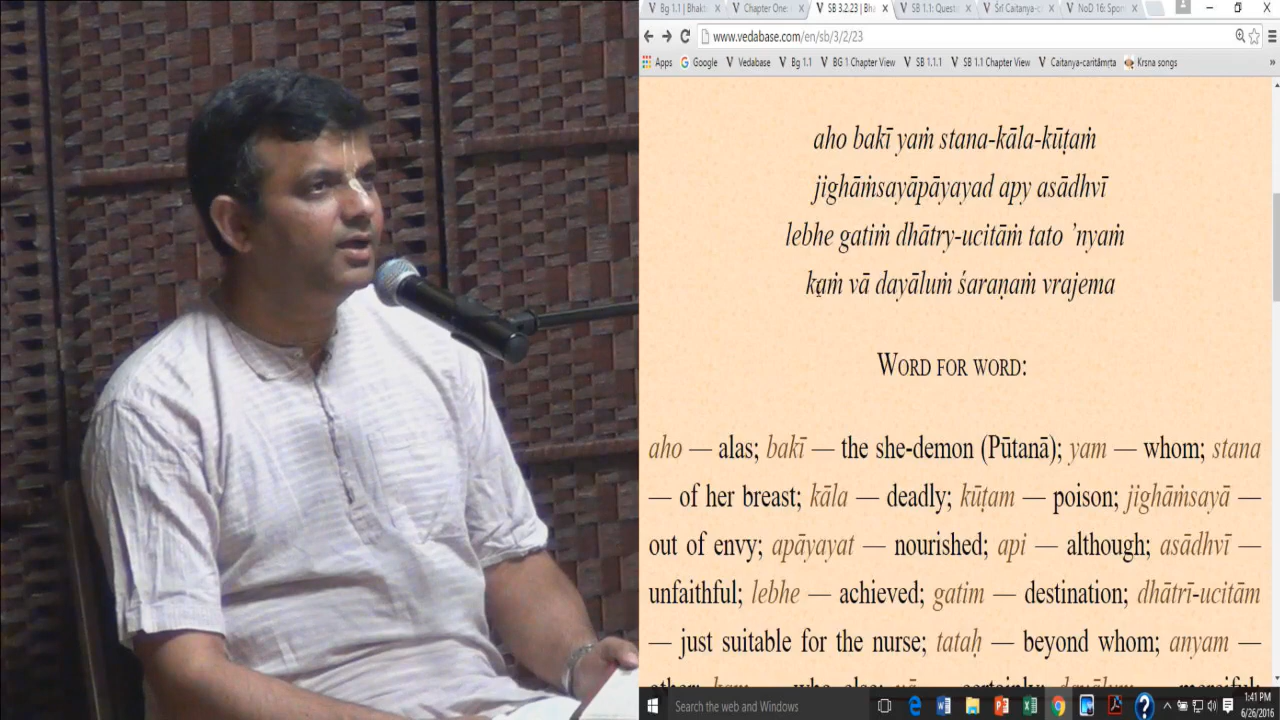 Bg 1.1 | Bhakt
Chapter One:
SB 3.2.23 | Bh
SB 1.1: Quest
Śrī Caitanya-c
NoD 16: Spon
www.vedabase.com/en/sb/3/2/23
Apps Google Vedabase Bg 1.1 BG 1 Chapter View SB 1.1.1 SB 1.1 Chapter View Caitanya-caritāmṛta Krsna songs »
aho bakī yaṁ stana-kāla-kūṭaṁ
jighāṁsayāpāyayad apy asādhvī
lebhe gatiṁ dhātry-ucitāṁ tato ’nyaṁ
kaṁ vā dayāluṁ śaraṇaṁ vrajema
WORD FOR WORD:
aho — alas; bakī — the she-demon (Pūtanā); yam — whom; stana
— of her breast; kāla — deadly; kūṭam — poison; jighāṁsayā —
out of envy; apāyayat — nourished; api — although; asādhvī —
unfaithful; lebhe — achieved; gatim — destination; dhātrī-ucitām
— just suitable for the nurse; tataḥ — beyond whom; anyam —
Search the web and Windows
1:41 PM
6/26/2016